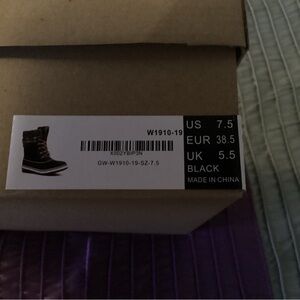 W1910-19
X002YBIP3N
GW-W1910-19-SZ-7.5
US 7.5
EUR 38.5
UK 5.5
BLACK
MADE IN CHINA